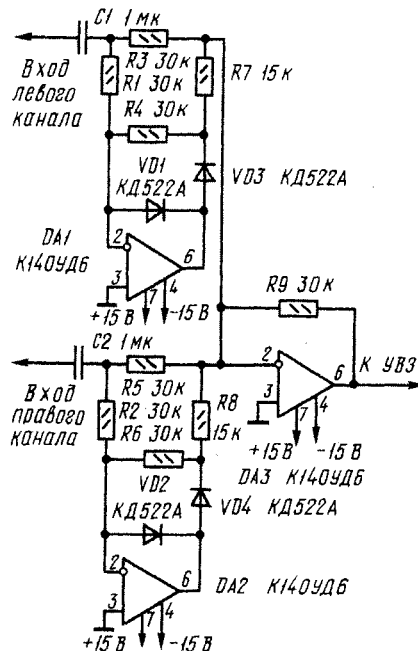 C1 1 мк
R3 30к
R1 30к
R7 15к
Вход
левого
канала
R4 30к
VD1
КД522А
VD3 КД522А
DA1
К140УД6
2
3
6
7
4
+15 В
-15 В
R9 30к
C2 1мк
Вход
правого
канала
R5 30к
R2 30к
R6 30к
R8
15к
2
3
6
7
4
К УВЗ
+15 В
-15 В
DA3 К140УД6
VD2
КД522А
VD4 КД522А
2
3
6
7
4
DA2 К140УД6
+15 В
-15 В